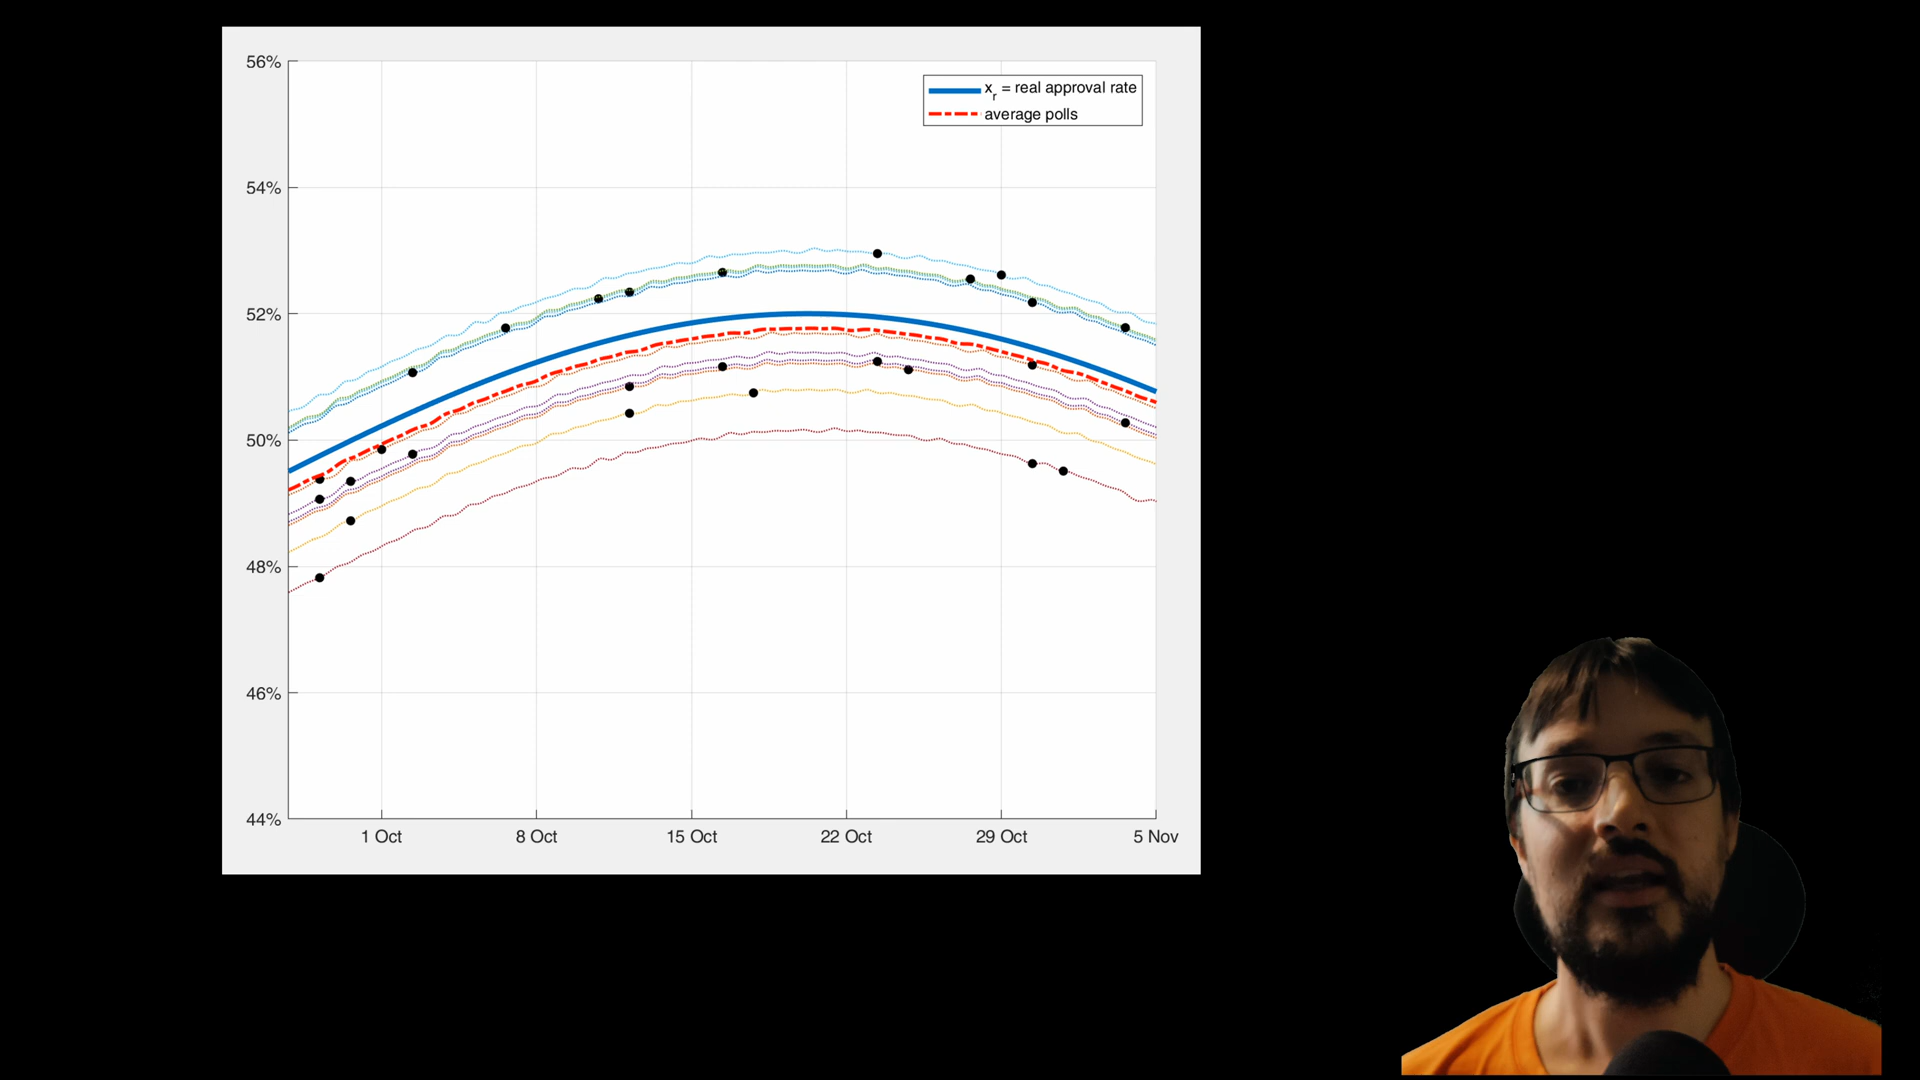 56%
x_r = real approval rate
average polls
54%
52%
50%
48%
46%
44%
1 Oct 8 Oct 15 Oct 22 Oct 29 Oct 5 Nov